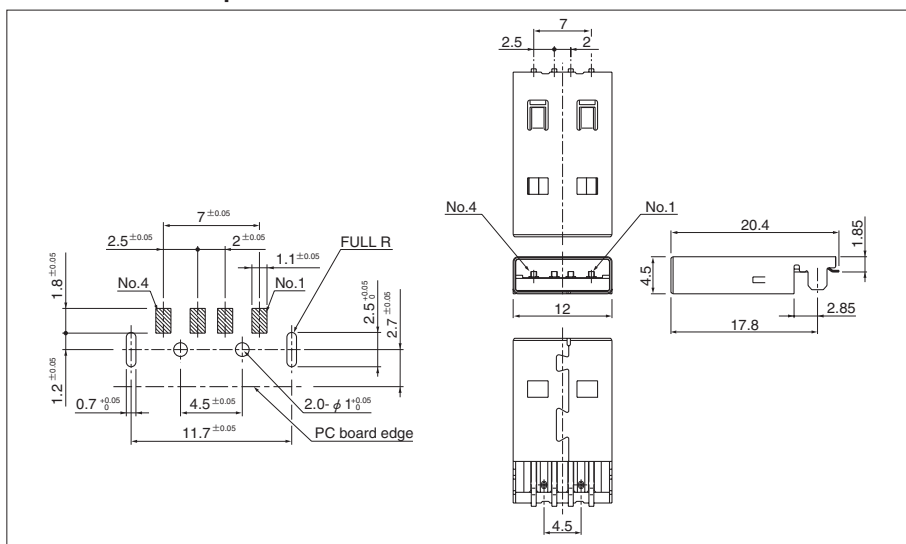 7
2.5
2
No.4
No.1
20.4
1.85
4.5
12
17.8
2.85
4.5
7 ±0.05
2.5 ±0.05
2 ±0.05
FULL R
1.1 ±0.05
1.8 ±0.05
No.4
No.1
2.5 +0.05 0
2.7 ±0.05
1.2 ±0.05
0.7 +0.05 0
4.5 ±0.05
2.0- ϕ 1 +0.05 0
11.7 ±0.05
PC board edge